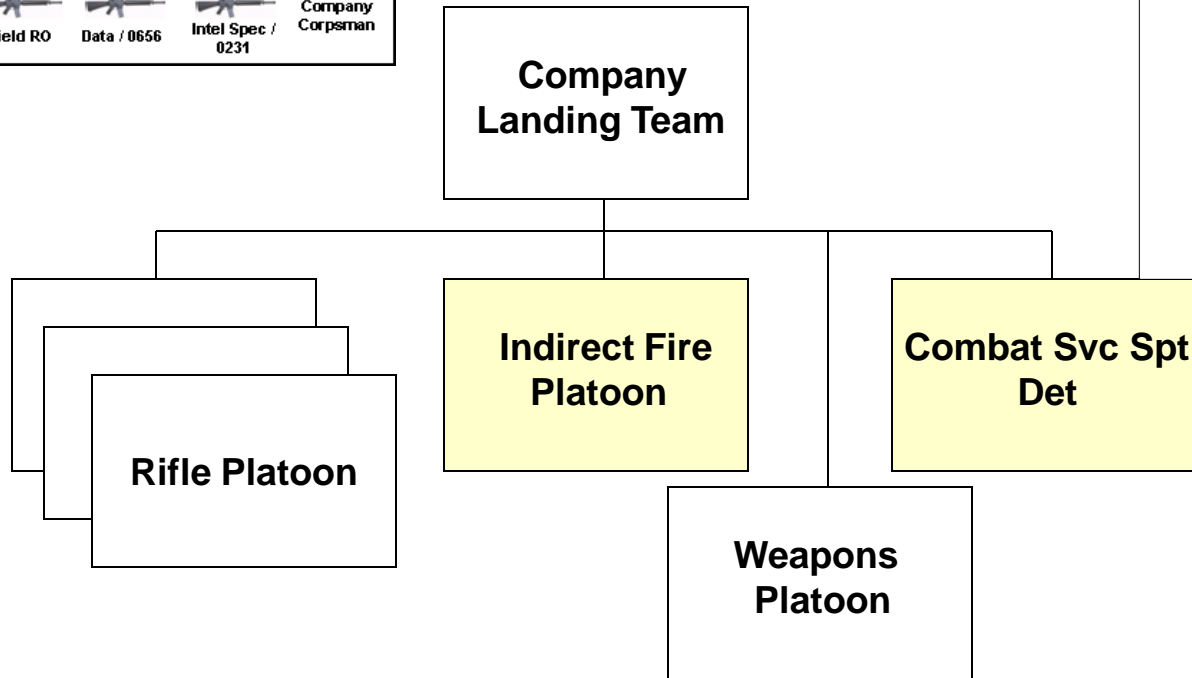 Company
Corpsman
Data / 0656
Intel Spec /
0231
RO
Company
Landing Team
Indirect Fire
Platoon
Combat Svc Spt
Det
Rifle Platoon
Weapons
Platoon